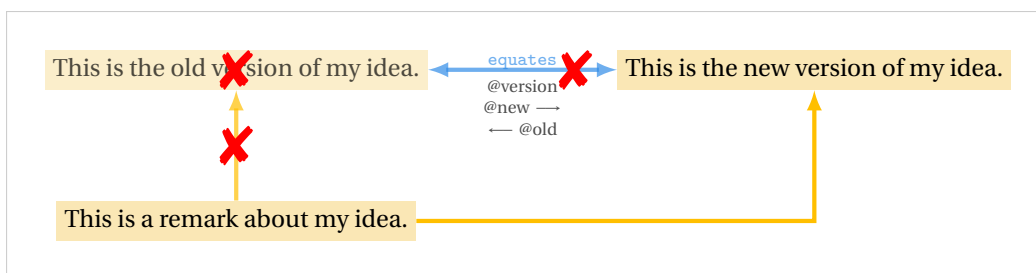 This is the old version of my idea.
equates
This is the new version of my idea.
@version
@new ⟶
⟵ @old
This is a remark about my idea.